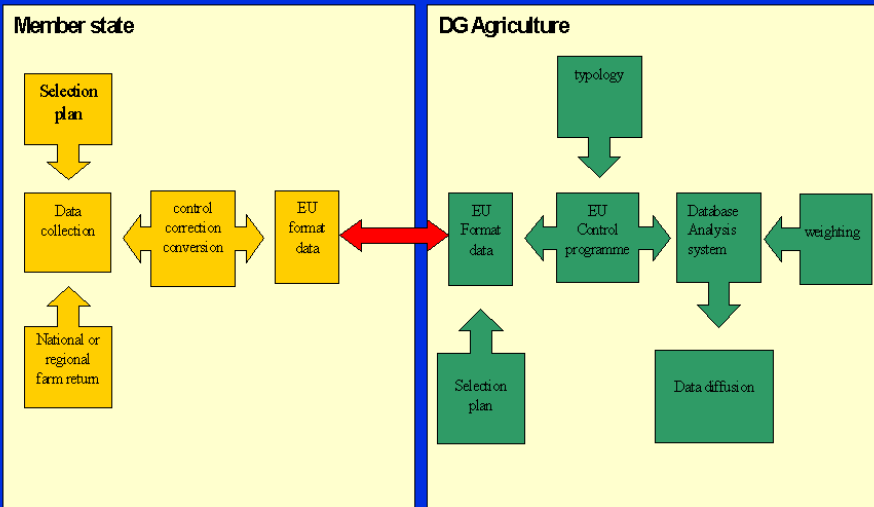 Member state
Selection
plan
Data
collection
control
correction
conversion
EU
format
data
National or
regional
farm return
DG Agriculture
typology
EU
Format
data
EU
Control
programme
Database
Analysis
system
weighting
Selection
plan
Data diffusion